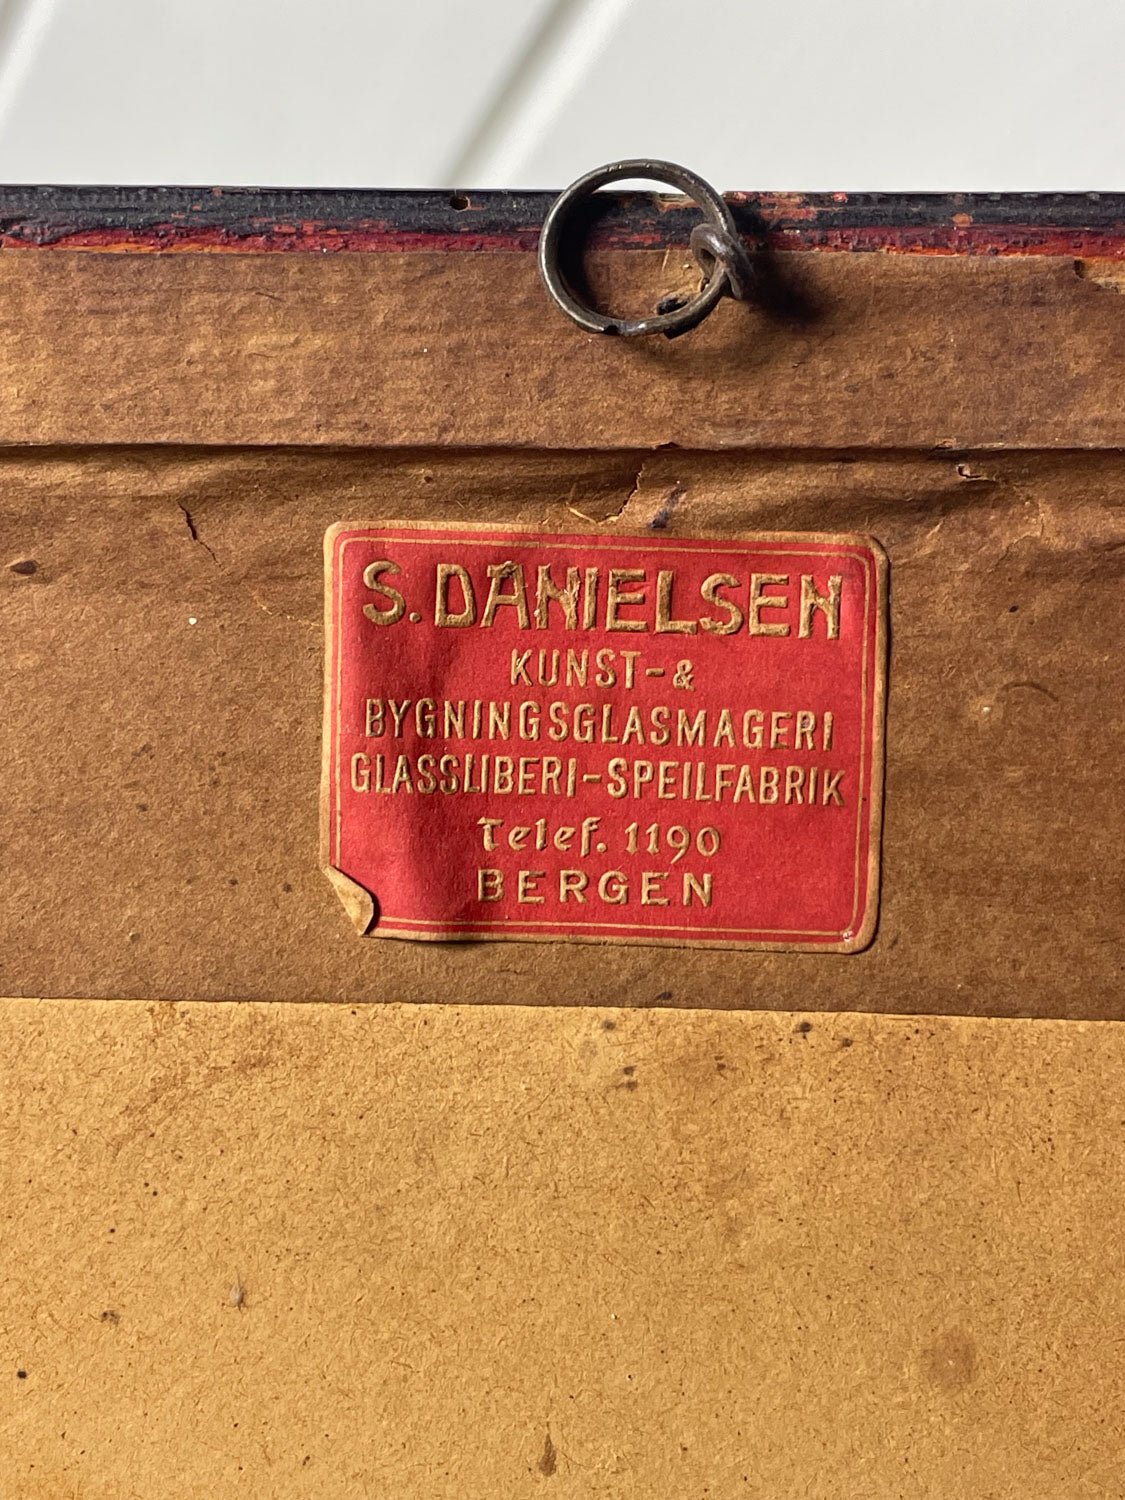 S. DANIELSEN
KUNST- &
BYGNINGSGLASMAGERI
GLASSLIBERI-SPEILFABRIK
Telef. 1190
BERGEN